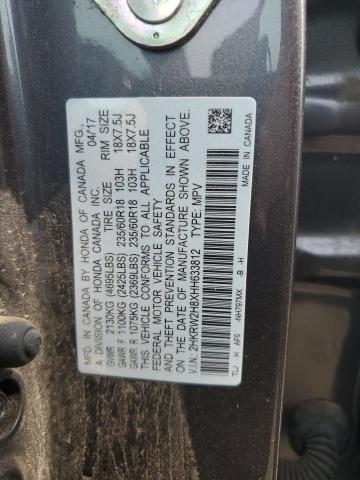 MFD. IN CANADA BY HONDA OF CANADA MFG.,
A DIVISION OF HONDA CANADA INC. 04/17
GVWR: 2130KG (4695LBS) TIRE SIZE RIM SIZE
GAWR F 1100KG (2425LBS) 235/60R18 103H 18X7.5J
GAWR R 1075KG (2369LBS) 235/60R18 103H 18X7.5J
THIS VEHICLE CONFORMS TO ALL APPLICABLE
FEDERAL MOTOR VEHICLE SAFETY
AND THEFT PREVENTION STANDARDS IN EFFECT
ON THE DATE OF MANUFACTURE SHOWN ABOVE.
V.I.N.: 2HKRW2H8XHH633812 TYPE: MPV
NH797MX -B -H
MADE IN CANADA